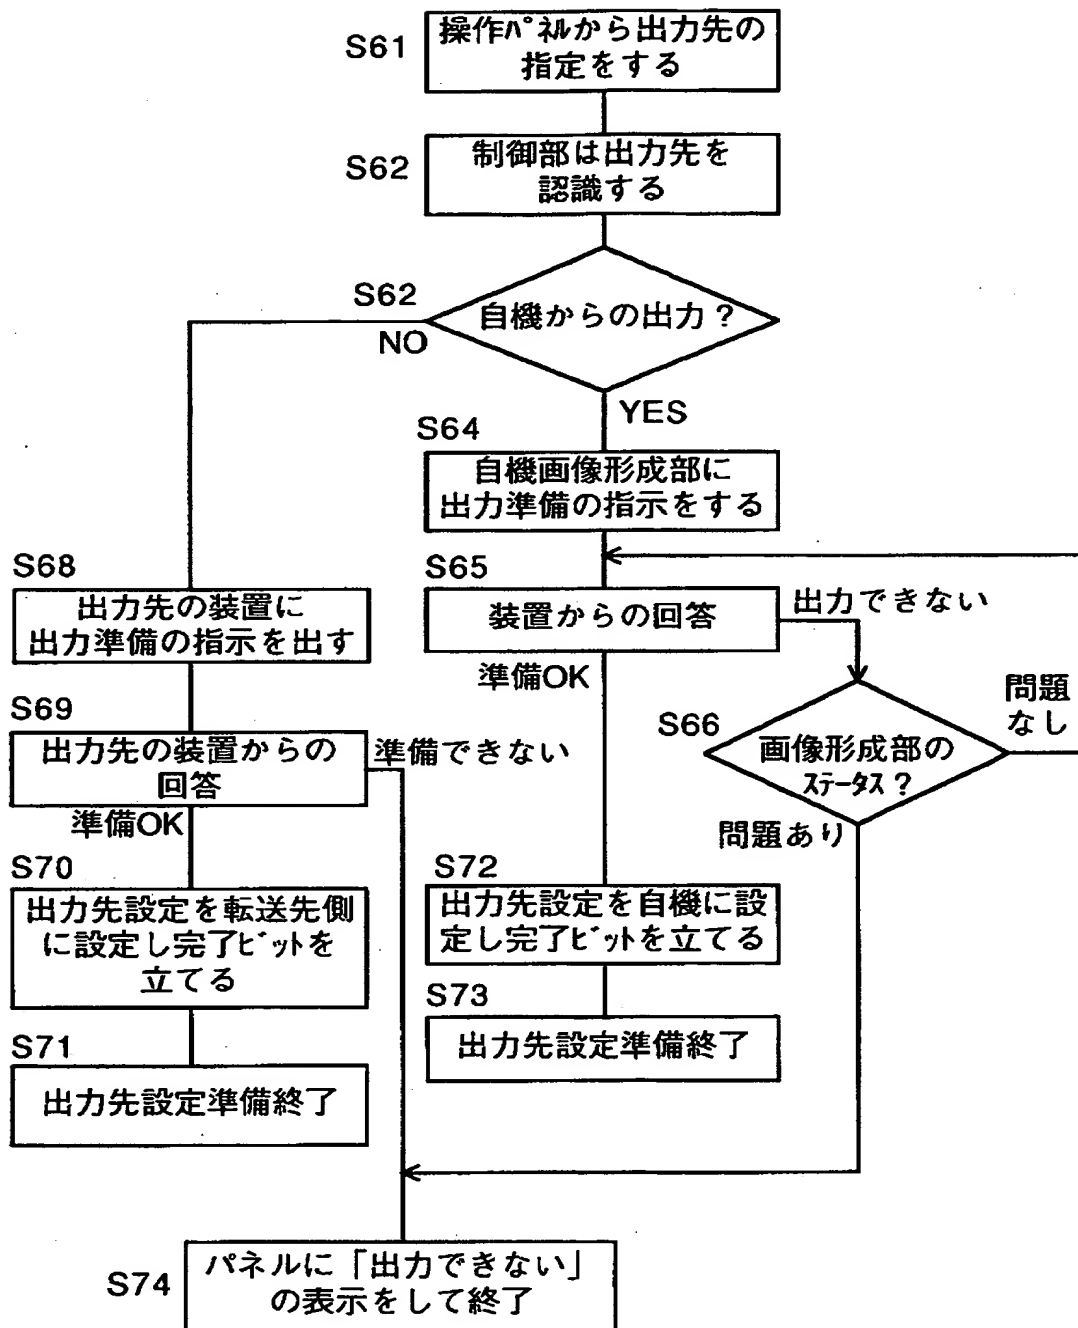 S61
操作パネルから出力先の
指定をする
S62
制御部は出力先を
認識する
S62
自機からの出力？
NO
YES
S64
自機画像形成部に
出力準備の指示をする
S68
出力先の装置に
出力準備の指示を出す
S65
装置からの回答
出力できない
準備OK
S66
画像形成部の
ステータス？
問題
なし
問題あり
S69
出力先の装置からの
回答
準備できない
準備OK
S70
出力先設定を転送先側
に設定し完了ビットを
立てる
S72
出力先設定を自機に設
定し完了ビットを立てる
S73
出力先設定準備終了
S71
出力先設定準備終了
S74
パネルに「出力できない」
の表示をして終了